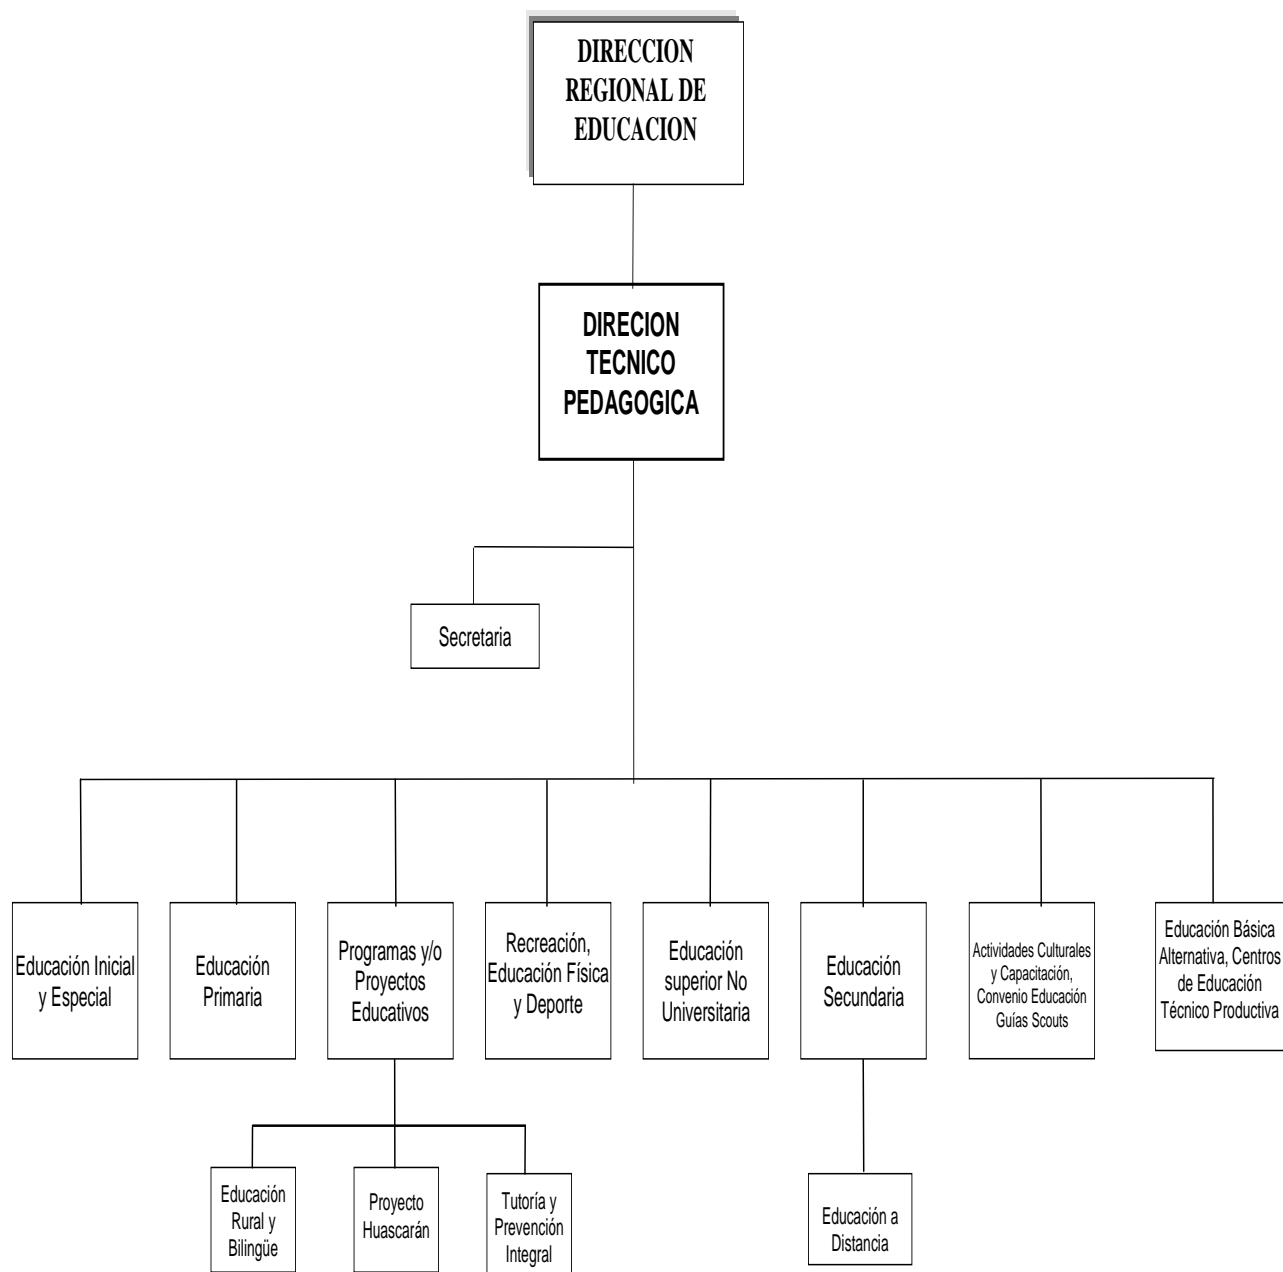 DIRECCION
REGIONAL DE
EDUCACION
DIRECION
TECNICO
PEDAGOGICA
Secretaria
Educación Inicial
y Especial
Educación
Primaria
Programas y/o
Proyectos
Educativos
Recreación,
Educación Física
y Deporte
Educación
superior No
Universitaria
Educación
Secundaria
Actividades Culturales
y Capacitación,
Convenio Educación
Guías Scouts
Educación Básica
Alternativa, Centros
de Educación
Técnico Productiva
Educación
Rural y
Bilingüe
Proyecto
Huascarán
Tutoría y
Prevención
Integral
Educación a
Distancia